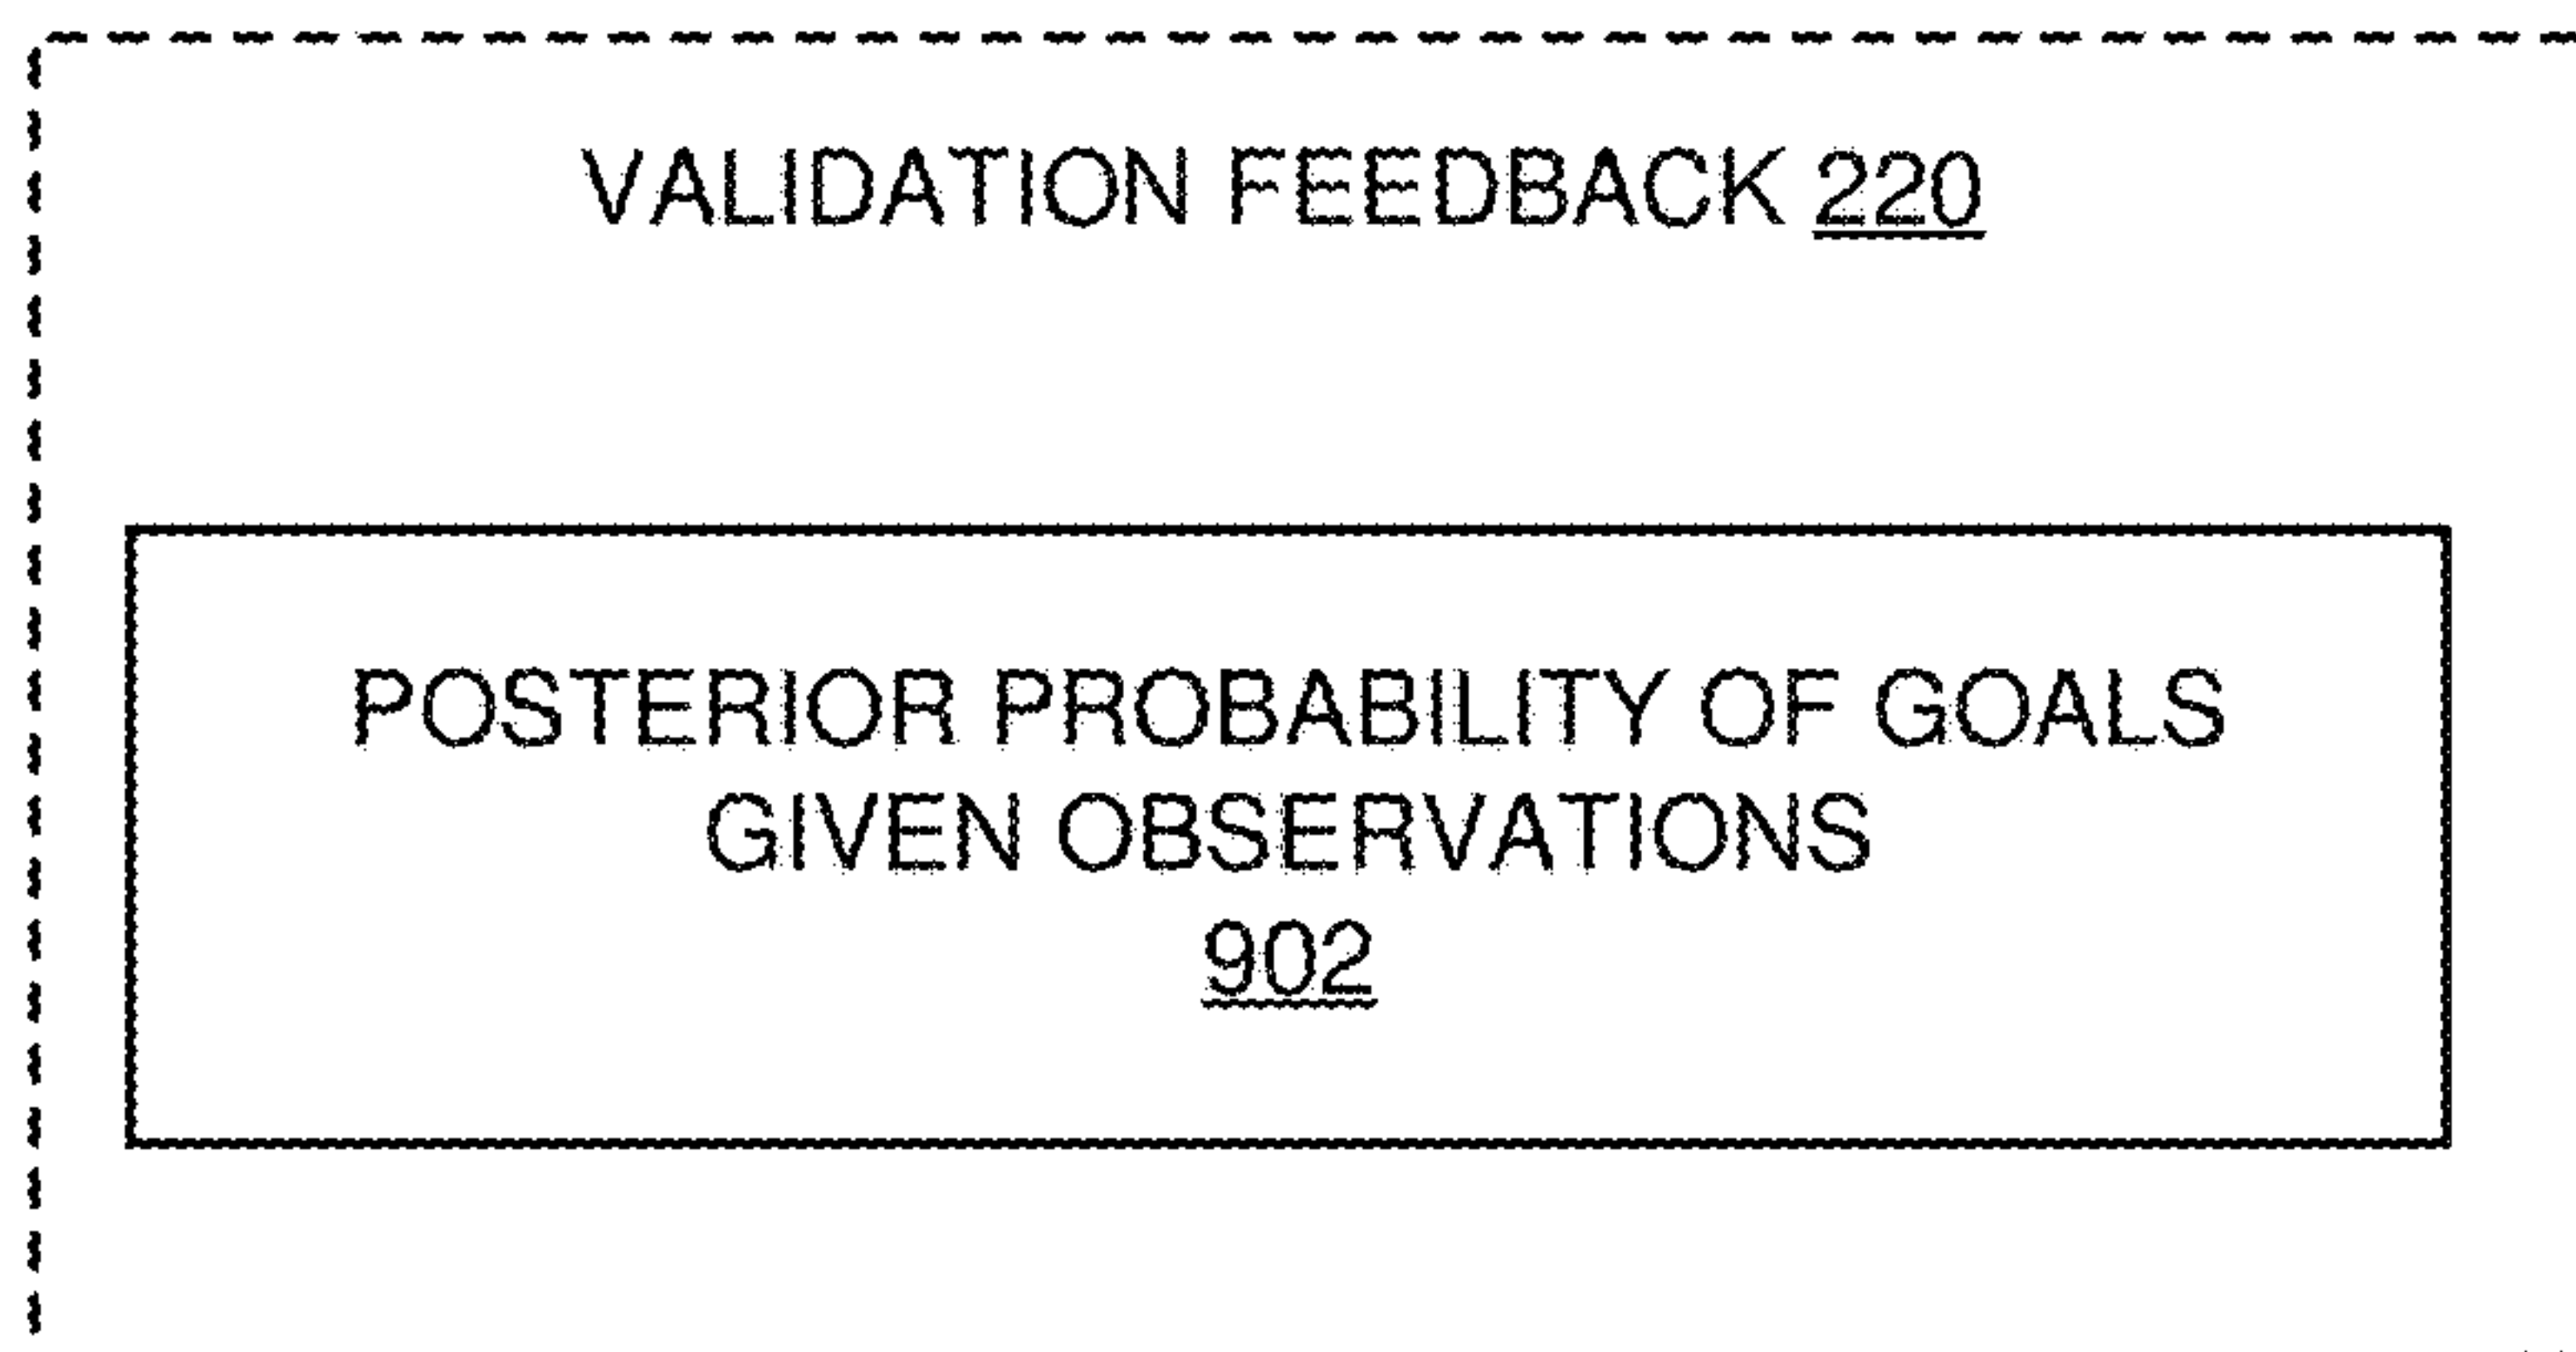 VALIDATION FEEDBACK 220
POSTERIOR PROBABILITY OF GOALS
GIVEN OBSERVATIONS
902